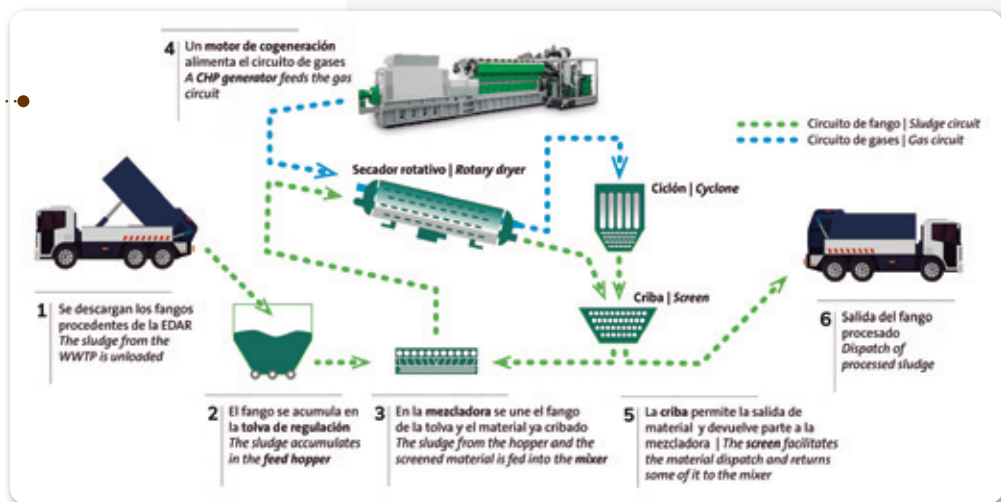 4 Un motor de cogeneración
alimenta el circuito de gases
A CHP generator feeds the gas
circuit
Circuito de fango | Sludge circuit
Circuito de gases | Gas circuit
Secador rotativo | Rotary dryer
Ciclón | Cyclone
Criba | Screen
1 Se descargan los fangos
procedentes de la EDAR
The sludge from the
WWTP is unloaded
6 Salida del fango
procesado
Dispatch of
processed sludge
2 El fango se acumula en
la tolva de regulación
The sludge accumulates
in the feed hopper
3 En la mezcladora se une el fango
de la tolva y el material ya cribado
The sludge from the hopper and the
screened material is fed into the mixer
5 La criba permite la salida de
material y devuelve parte a la
mezcladora | The screen facilitates
the material dispatch and returns
some of it to the mixer